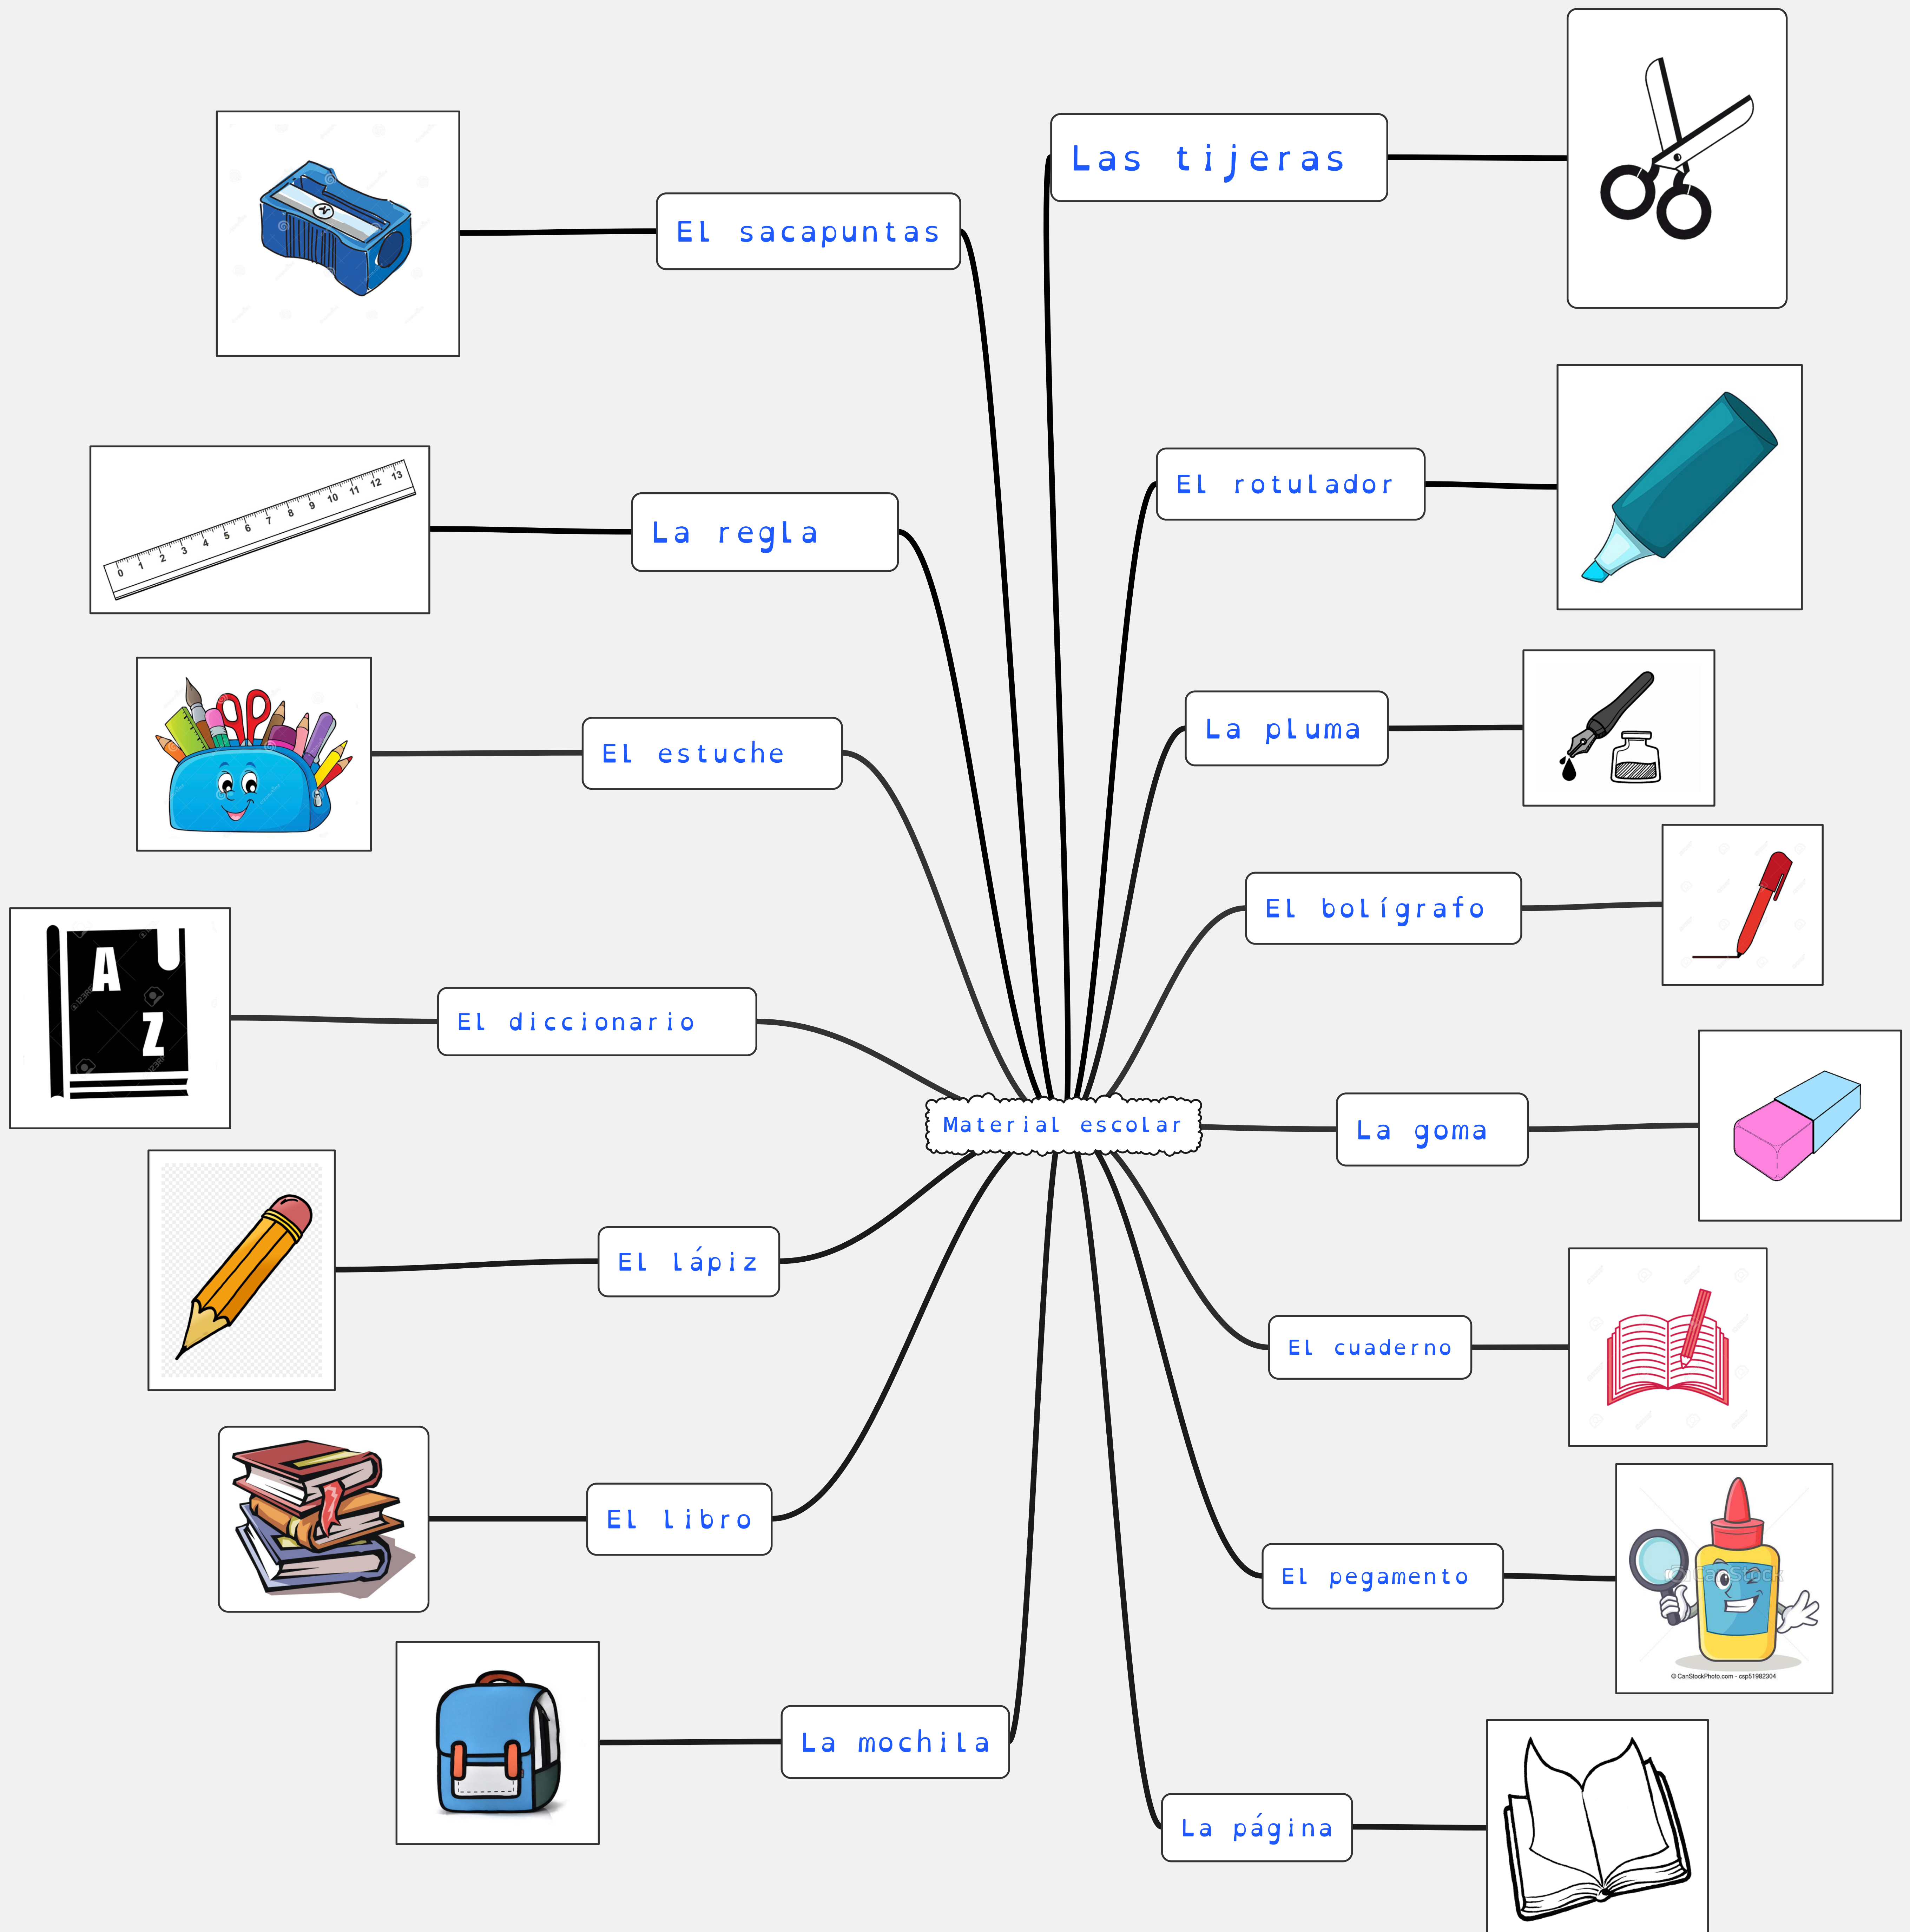 Las tijeras
El sacapuntas
El rotulador
La regla
0 1 2 3 4 5 6 7 8 9 10 11 12 13
La pluma
El estuche
El bolígrafo
A
Z
El diccionario
Material escolar
La goma
El lápiz
El cuaderno
El libro
El pegamento
CanStock
© CanStockPhoto.com - csp51982304
La mochila
La página